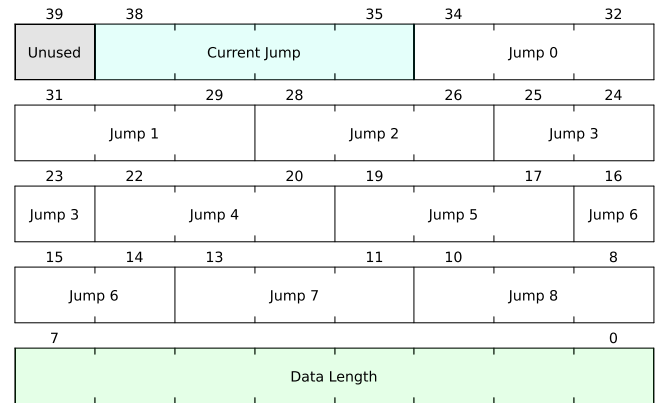 39 38 35 34 32
Unused Current Jump Jump 0
31 29 28 26 25 24
Jump 1 Jump 2 Jump 3
23 22 20 19 17 16
Jump 3 Jump 4 Jump 5 Jump 6
15 14 13 11 10 8
Jump 6 Jump 7 Jump 8
7 0
Data Length